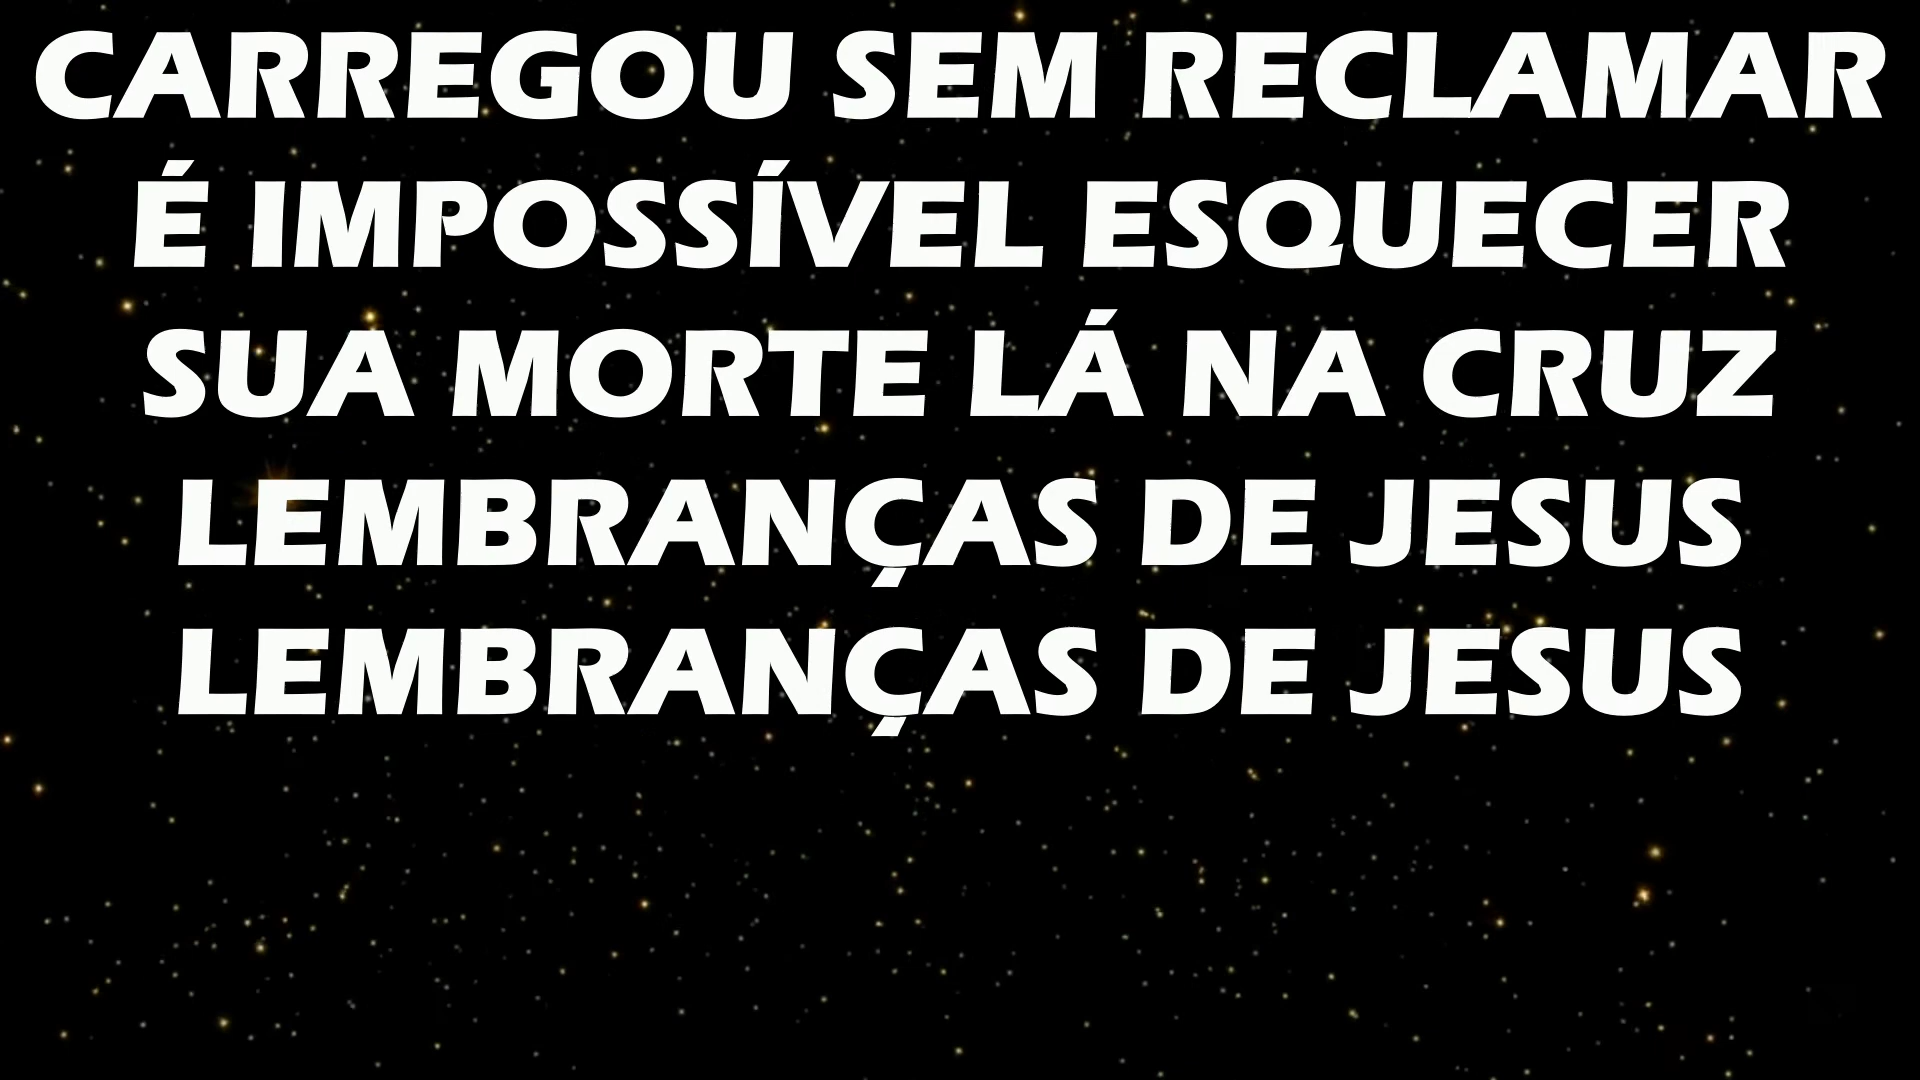 CARREGOU SEM RECLAMAR
É IMPOSSÍVEL ESQUECER
SUA MORTE LÁ NA CRUZ
LEMBRANÇAS DE JESUS
LEMBRANÇAS DE JESUS